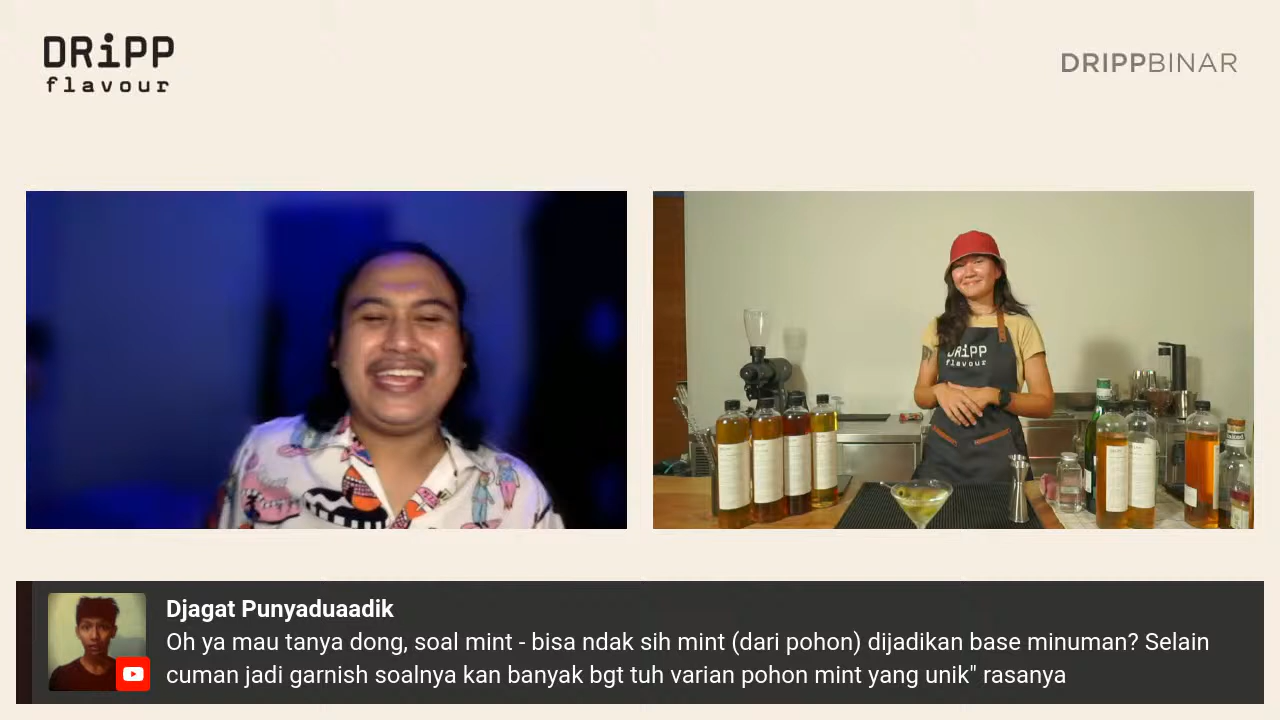 DRiPP
flavour
DRIPPBINAR
DRiPP
flavour
Djagat Punyaduaadik
Oh ya mau tanya dong, soal mint - bisa ndak sih mint (dari pohon) dijadikan base minuman? Selain
cuman jadi garnish soalnya kan banyak bgt tuh varian pohon mint yang unik" rasanya